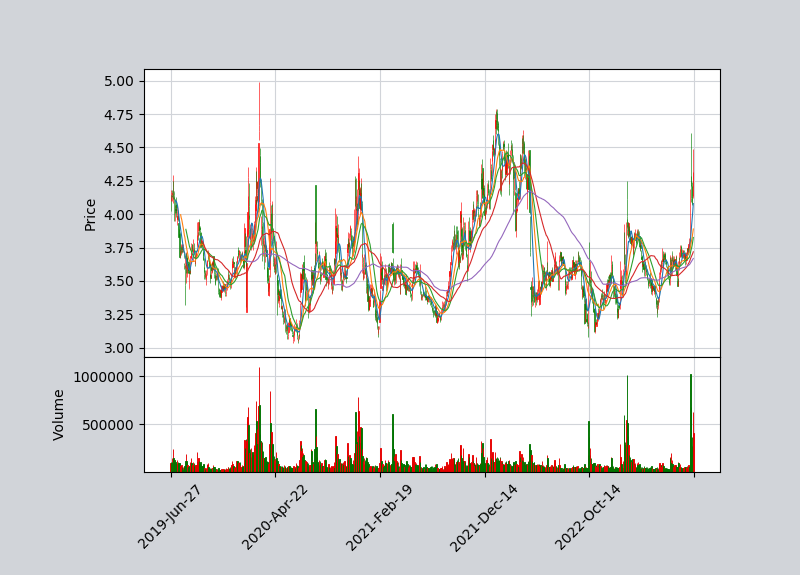 5.00
4.75
4.50
4.25
4.00
3.75
3.50
3.25
3.00
Price
1000000
500000
Volume
2019-Jun-27
2020-Apr-22
2021-Feb-19
2021-Dec-14
2022-Oct-14